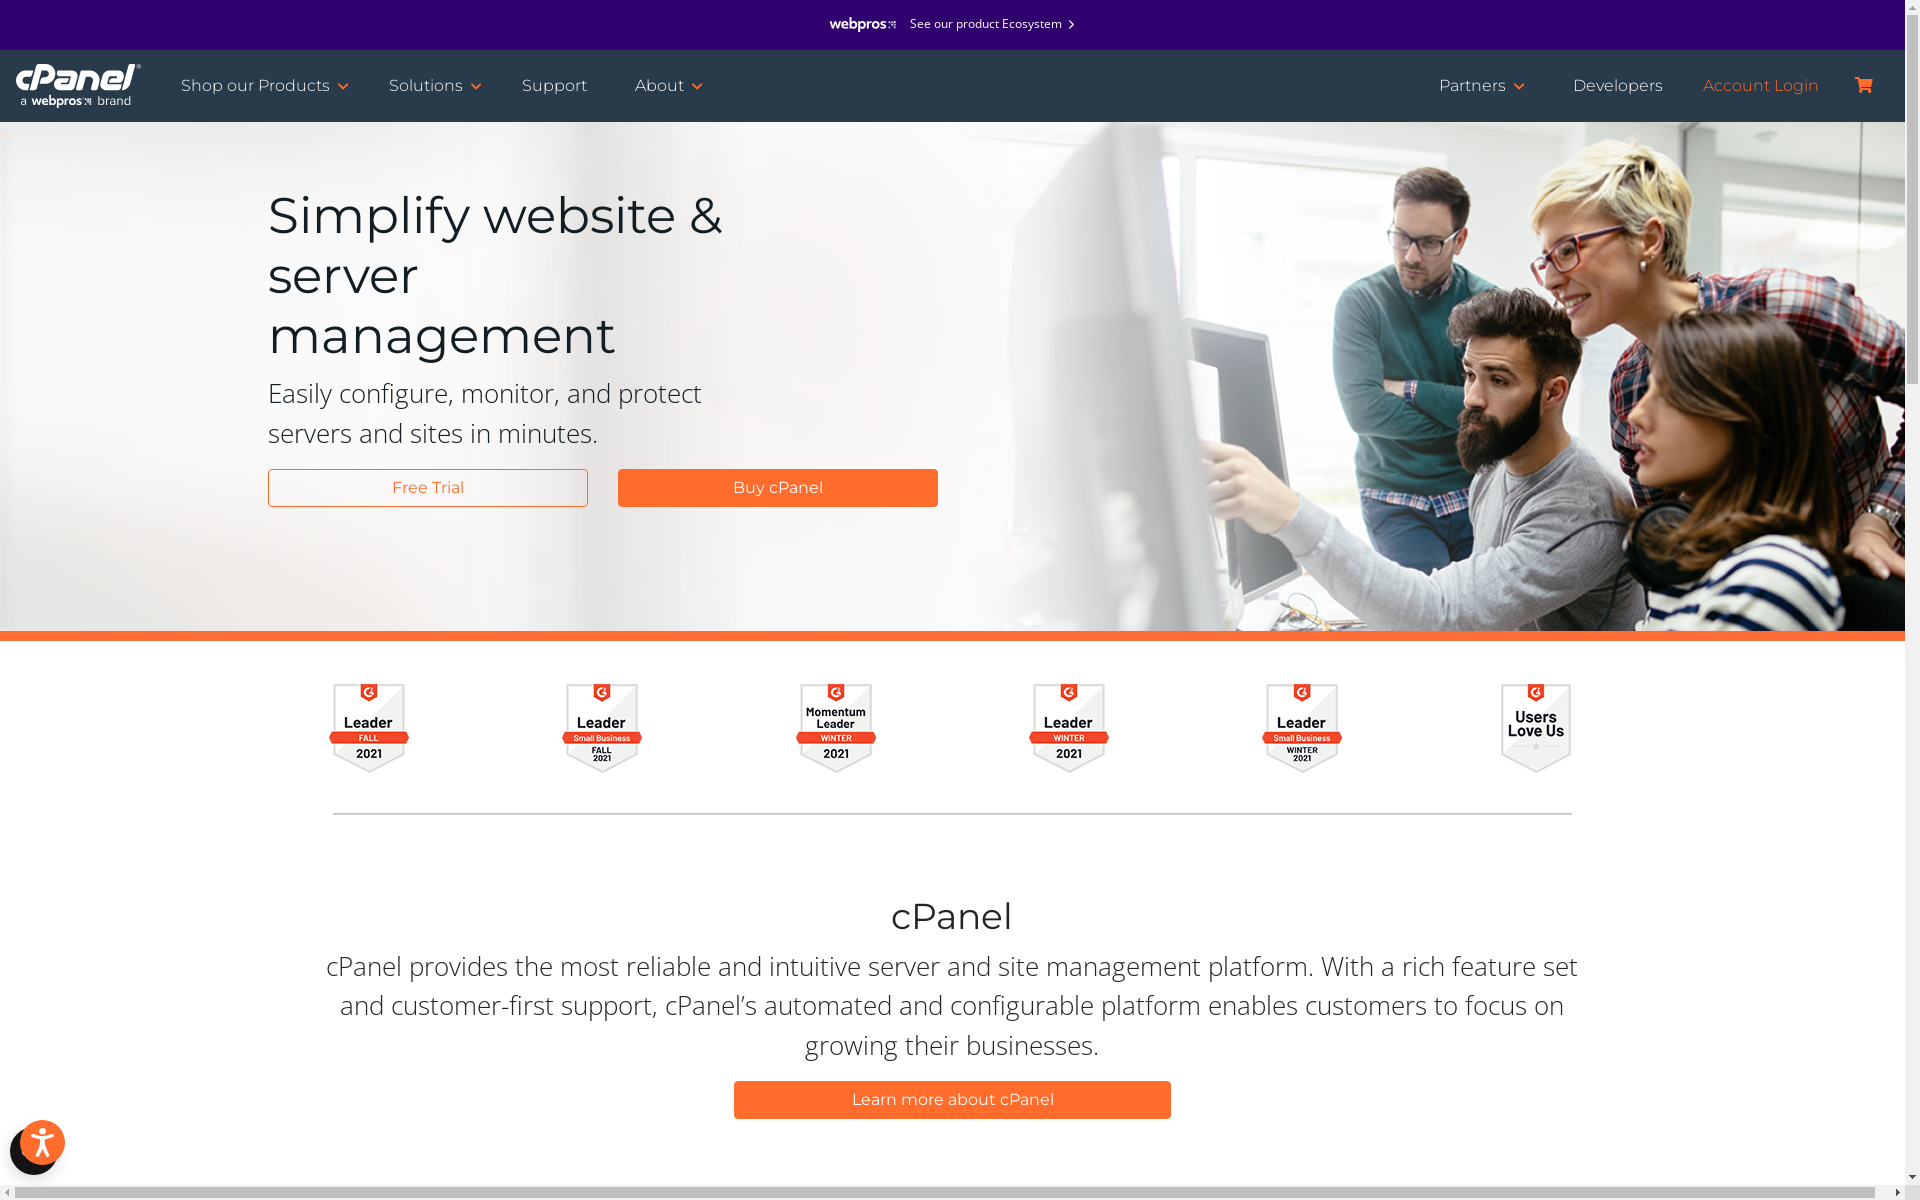 webpros See our product Ecosystem
cPanel®
a webpros brand
Shop our Products Solutions Support About Partners Developers Account Login
Simplify website &
server
management
Easily configure, monitor, and protect
servers and sites in minutes.
Free Trial Buy cPanel
Leader
FALL
2021
Leader
Small Business
FALL
2021
Momentum
Leader
WINTER
2021
Leader
WINTER
2021
Leader
Small Business
WINTER
2021
Users
Love Us
cPanel
cPanel provides the most reliable and intuitive server and site management platform. With a rich feature set
and customer-first support, cPanel’s automated and configurable platform enables customers to focus on
growing their businesses.
Learn more about cPanel